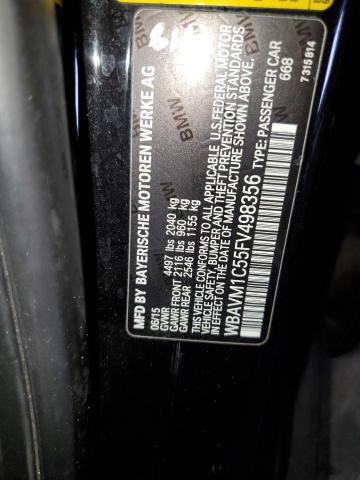 MFD BY BAYERISCHE MOTOREN WERKE AG
06/15
GVWR 4497 lbs 2040 kg
GAWR FRONT 2116 lbs 960 kg
GAWR REAR 2546 lbs 1155 kg
THIS VEHICLE CONFORMS TO ALL APPLICABLE U.S. FEDERAL MOTOR
VEHICLE SAFETY, BUMPER AND THEFT PREVENTION STANDARDS
IN EFFECT ON THE DATE OF MANUFACTURE SHOWN ABOVE.
WBAVM1C55FV498356 TYPE: PASSENGER CAR
668
7 315 814
BMW
BMW